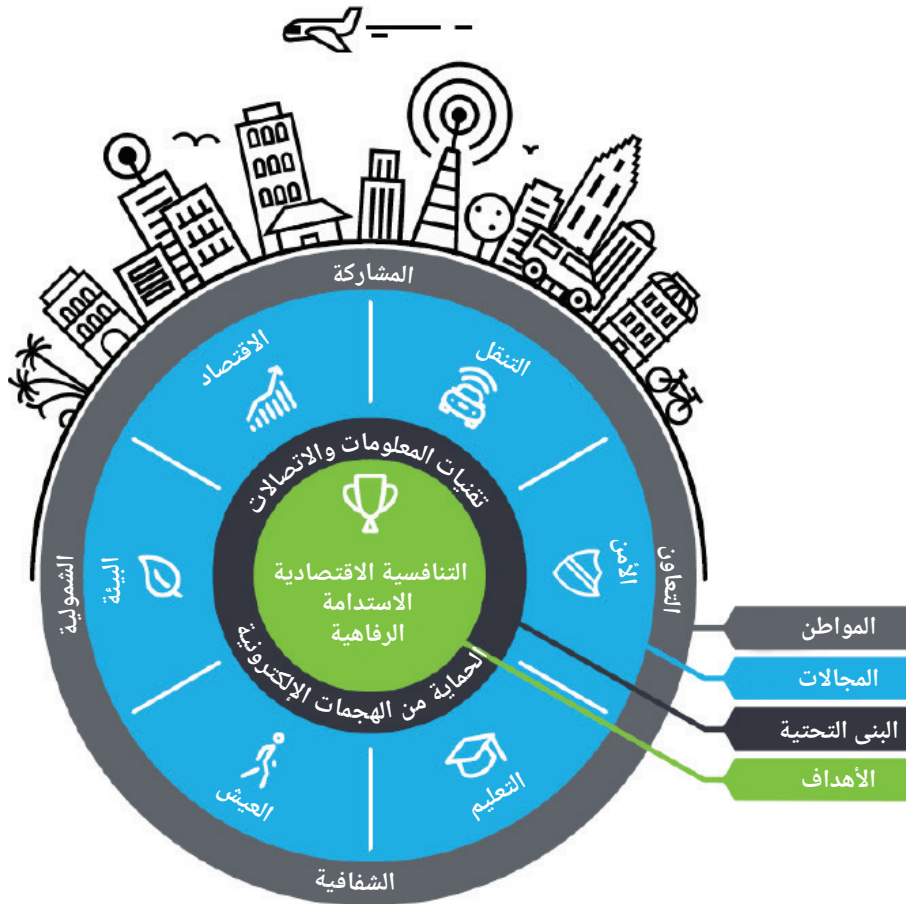 المشاركة
التنقل
الاقتصاد
تقنيات المعلومات والاتصالات
التعاون
الأمن
التنافسية الاقتصادية
الاستدامة
الرفاهية
البيئة
الشمولية
الحماية من الهجمات الإلكترونية
التعليم
العيش
الشفافية
المواطن
المجالات
البنى التحتية
الأهداف